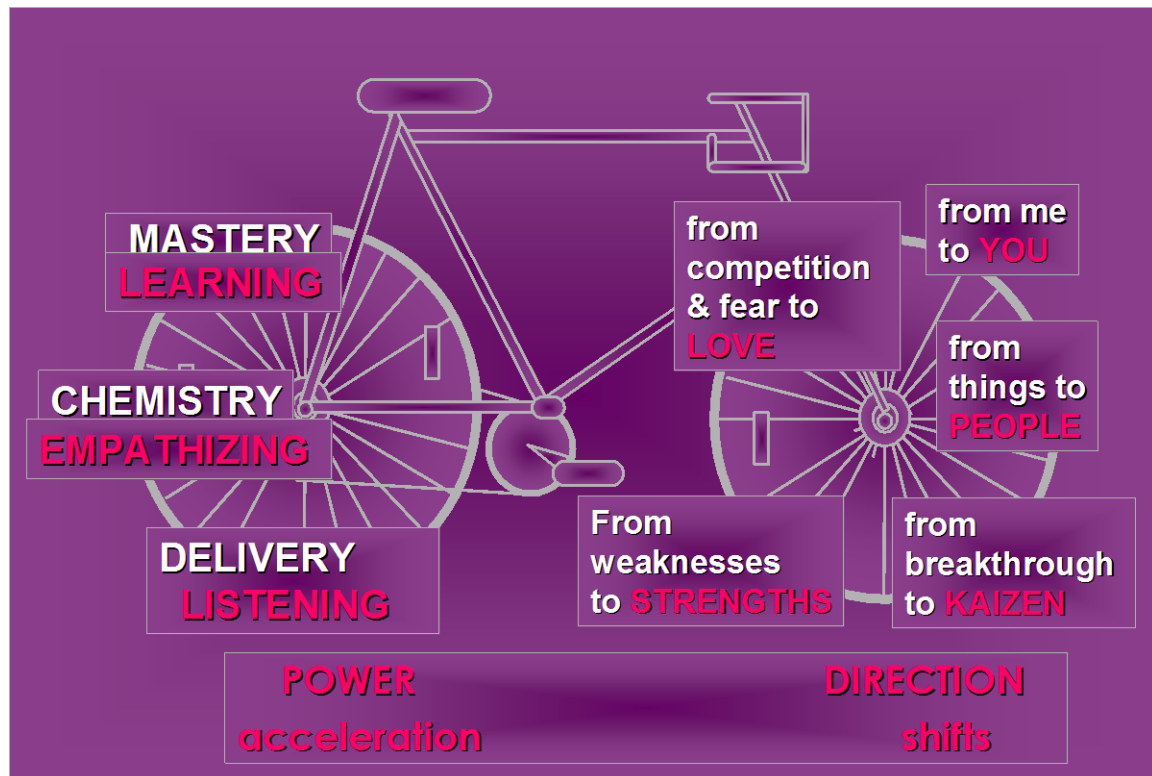 MASTERY
LEARNING
CHEMISTRY
EMPATHIZING
DELIVERY
LISTENING
from
competition
& fear to
LOVE
from me
to YOU
from
things to
PEOPLE
From
weaknesses
to STRENGTHS
from
breakthrough
to KAIZEN
POWER
acceleration
DIRECTION
shifts